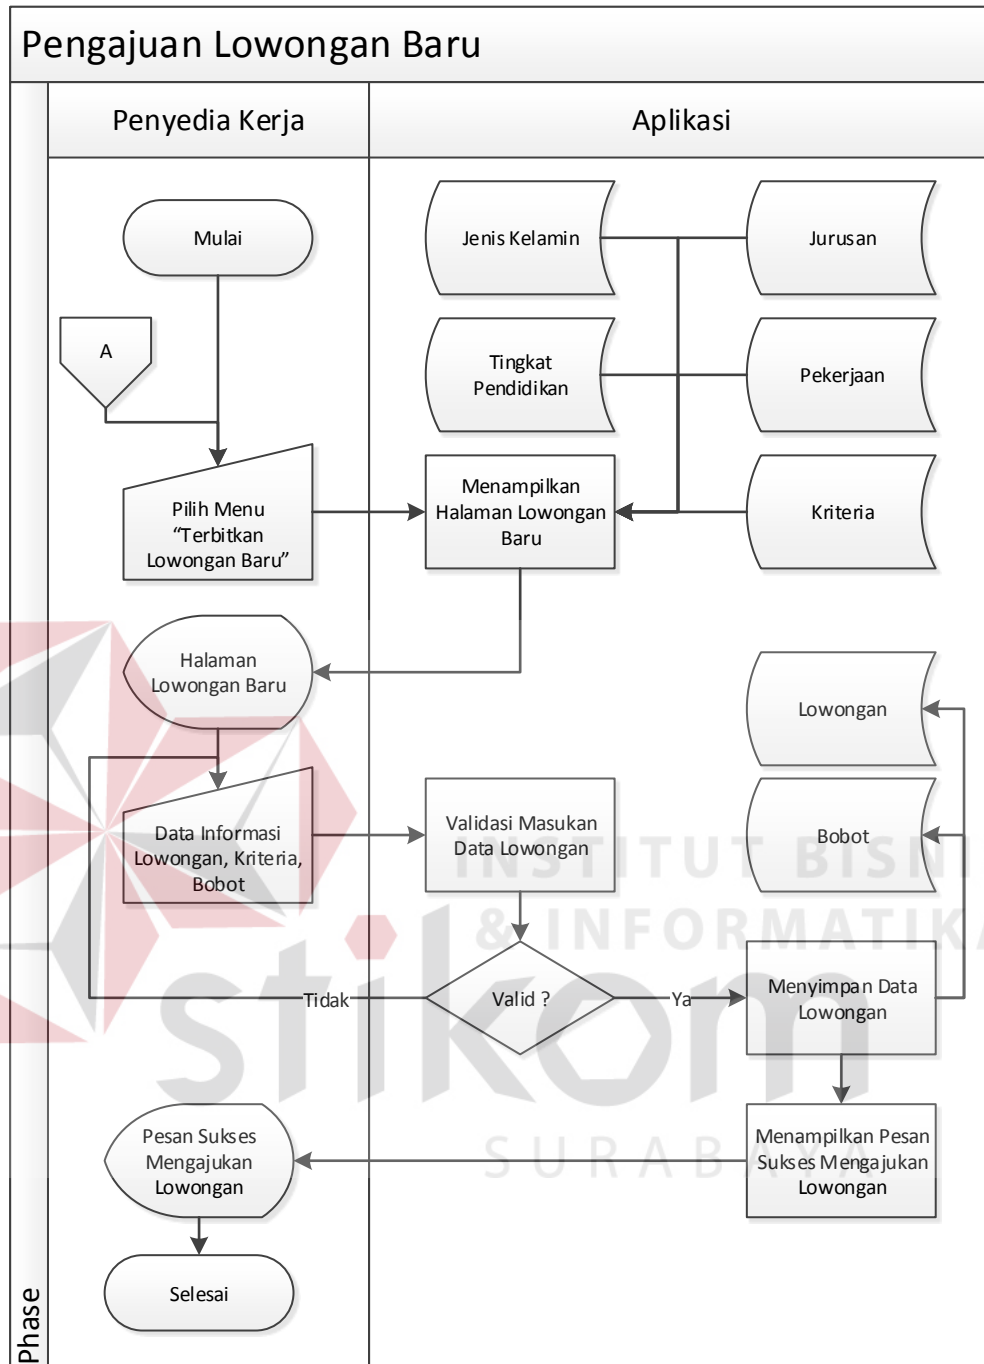 Pengajuan Lowongan Baru
Penyedia Kerja
Aplikasi
Mulai
Jenis Kelamin
Jurusan
A
Tingkat
Pendidikan
Pekerjaan
Pilih Menu
“Terbitkan
Lowongan Baru”
Menampilkan
Halaman Lowongan
Baru
Kriteria
Halaman
Lowongan Baru
Lowongan
Data Informasi
Lowongan, Kriteria,
Bobot
Validasi Masukan
Data Lowongan
Bobot
INSTITUT BISNI
& INFORMATIKA
Tidak
Valid ?
Ya
Menyimpan Data
Lowongan
stikom
SURABAYA
Pesan Sukses
Mengajukan
Lowongan
Menampilkan Pesan
Sukses Mengajukan
Lowongan
Selesai
Phase